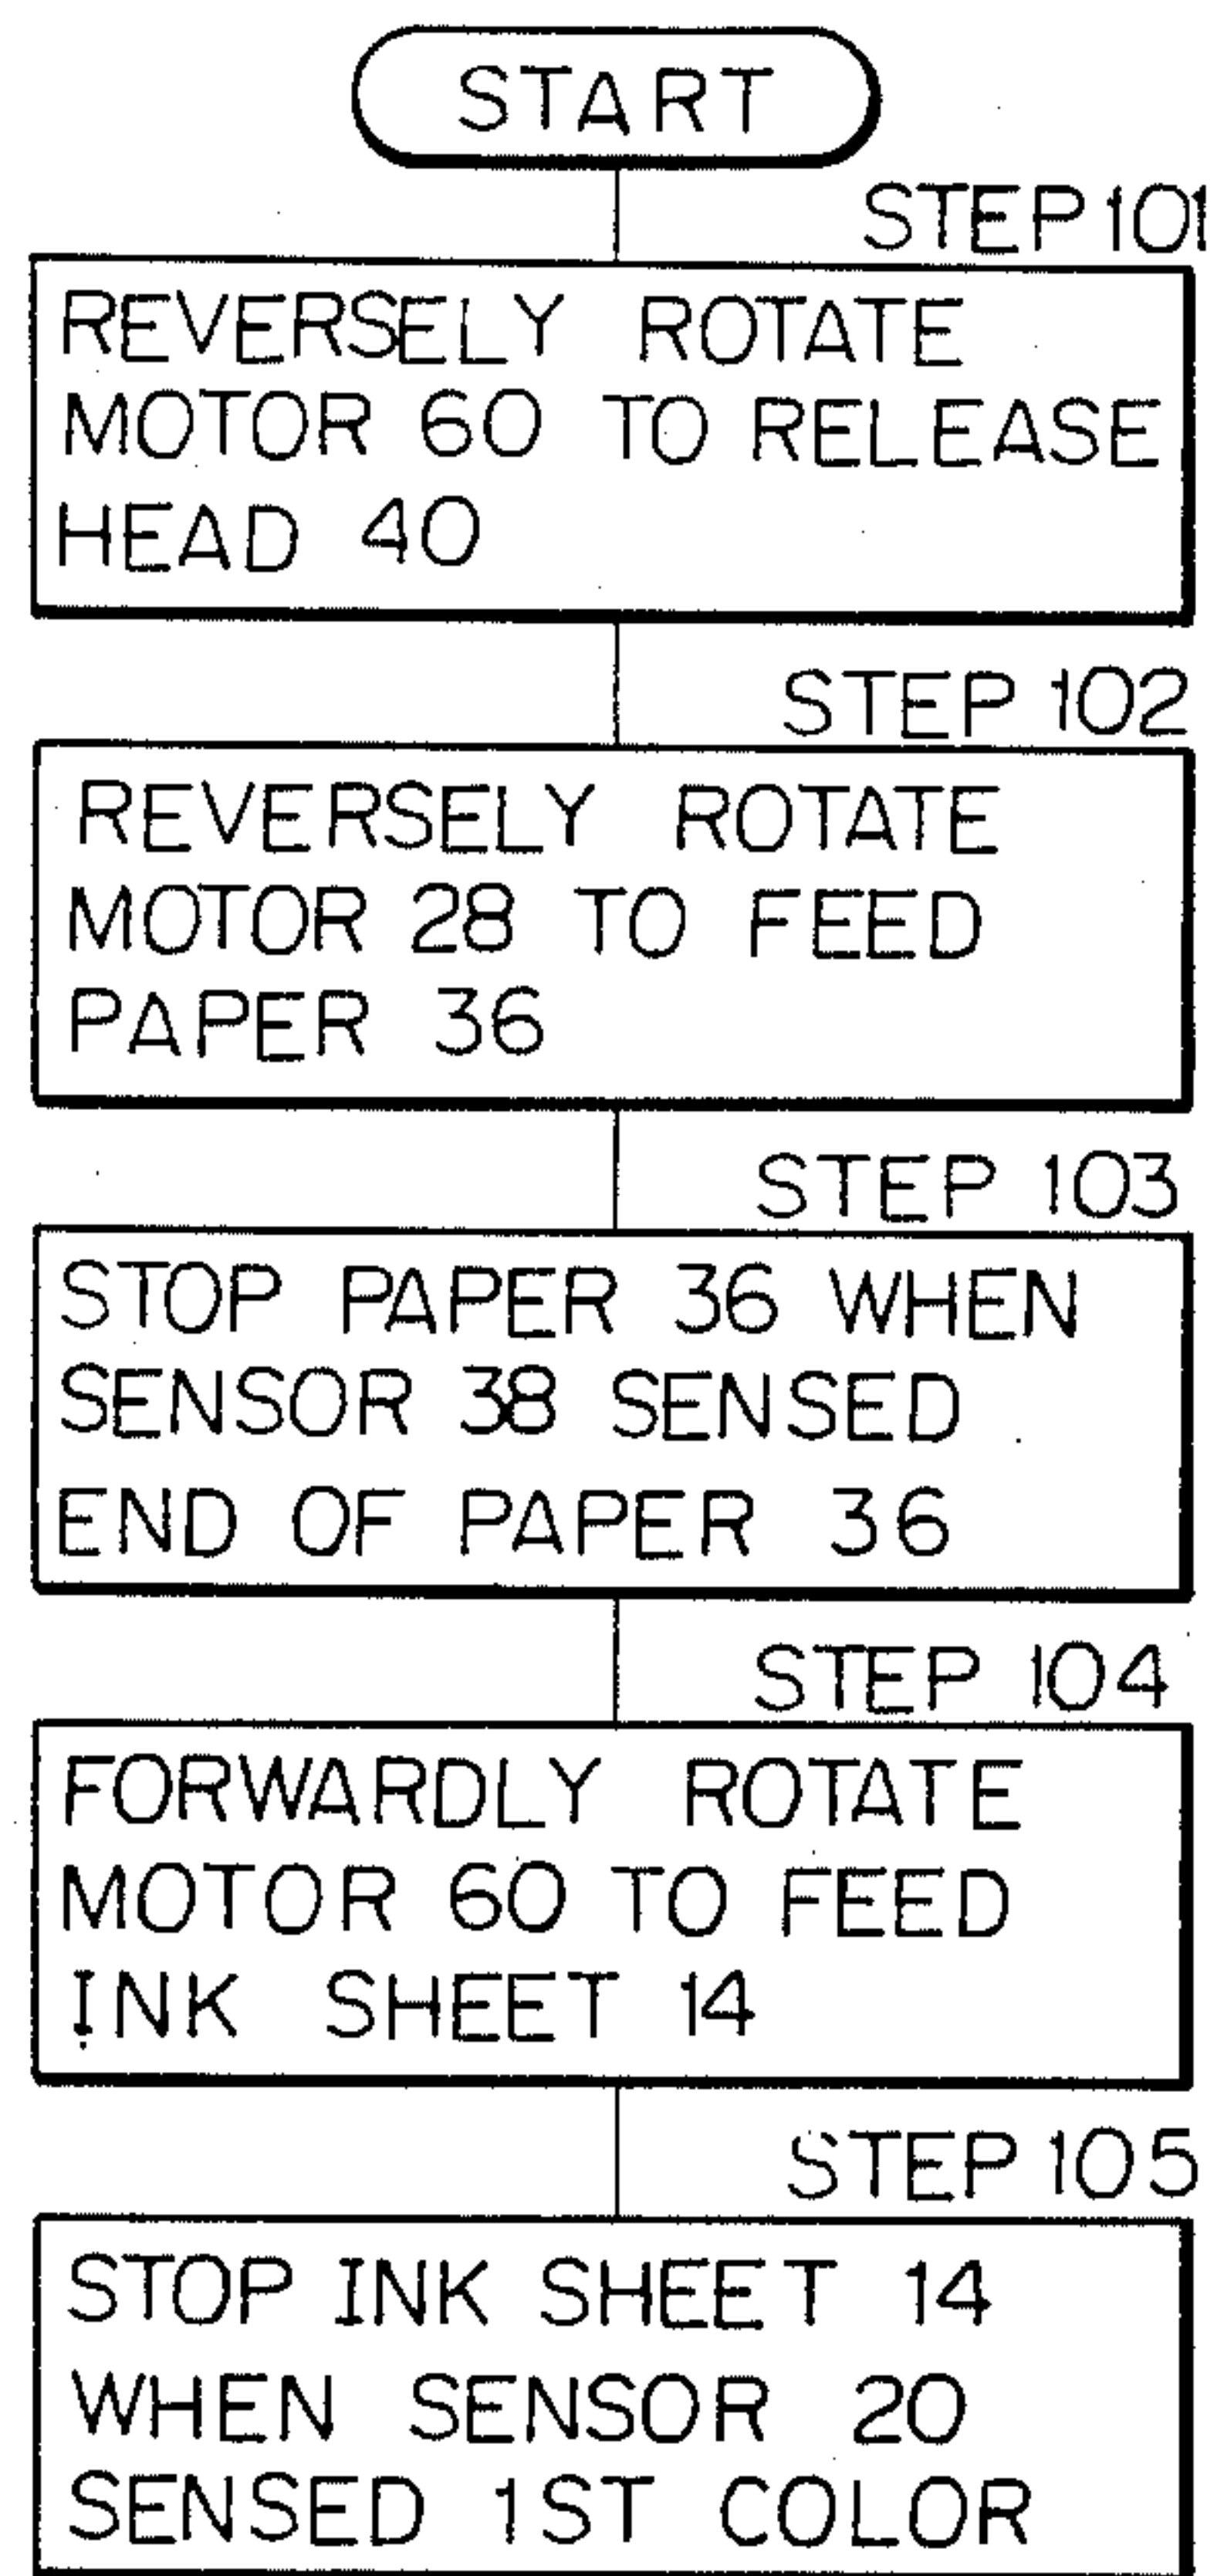 START
STEP 101
REVERSELY ROTATE
MOTOR 60 TO RELEASE
HEAD 40
STEP 102
REVERSELY ROTATE
MOTOR 28 TO FEED
PAPER 36
STEP 103
STOP PAPER 36 WHEN
SENSOR 38 SENSED
END OF PAPER 36
STEP 104
FORWARDLY ROTATE
MOTOR 60 TO FEED
INK SHEET 14
STEP 105
STOP INK SHEET 14
WHEN SENSOR 20
SENSED 1ST COLOR